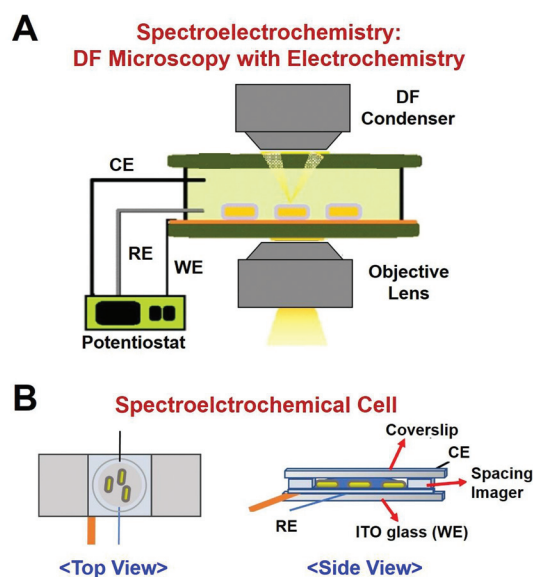 A
Spectroelectrochemistry:
DF Microscopy with Electrochemistry
DF
Condenser
CE
RE
WE
Objective
Lens
Potentiostat
B
Spectroelctrochemical Cell
Coverslip
CE
Spacing
Imager
RE
ITO glass (WE)
<Top View>
<Side View>